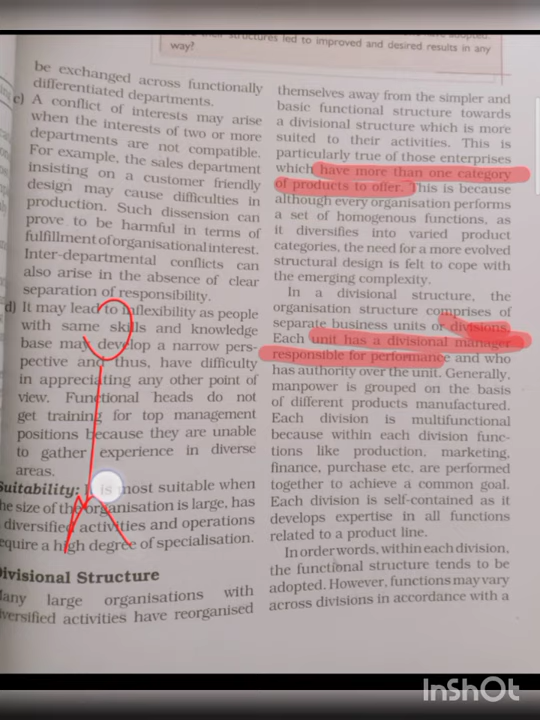 their structures led to improved and desired results in any
way?
be exchanged across functionally
differentiated departments.
c) A conflict of interests may arise
when the interests of two or more
departments are not compatible.
For example, the sales department
insisting on a customer friendly
design may cause difficulties in
production. Such dissension can
prove to be harmful in terms of
fulfillment of organisational interest.
Inter-departmental conflicts can
also arise in the absence of clear
separation of responsibility.
d) It may lead to inflexibility as people
with same skills and knowledge
base may develop a narrow pers-
pective and thus, have difficulty
in appreciating any other point of
view. Functional heads do not
get training for top management
positions because they are unable
to gather experience in diverse
areas.
Suitability: It is most suitable when
the size of the organisation is large, has
diversified activities and operations
require a high degree of specialisation.
Divisional Structure
Many large organisations with
diversified activities have reorganised
themselves away from the simpler and
basic functional structure towards
a divisional structure which is more
suited to their activities. This is
particularly true of those enterprises
which have more than one category
of products to offer. This is because
although every organisation performs
a set of homogenous functions, as
it diversifies into varied product
categories, the need for a more evolved
structural design is felt to cope with
the emerging complexity.
In a divisional structure, the
organisation structure comprises of
separate business units or divisions.
Each unit has a divisional manager
responsible for performance and who
has authority over the unit. Generally,
manpower is grouped on the basis
of different products manufactured.
Each division is multifunctional
because within each division func-
tions like production, marketing,
finance, purchase etc, are performed
together to achieve a common goal.
Each division is self-contained as it
develops expertise in all functions
related to a product line.
In order words, within each division,
the functional structure tends to be
adopted. However, functions may vary
across divisions in accordance with a
InShOt